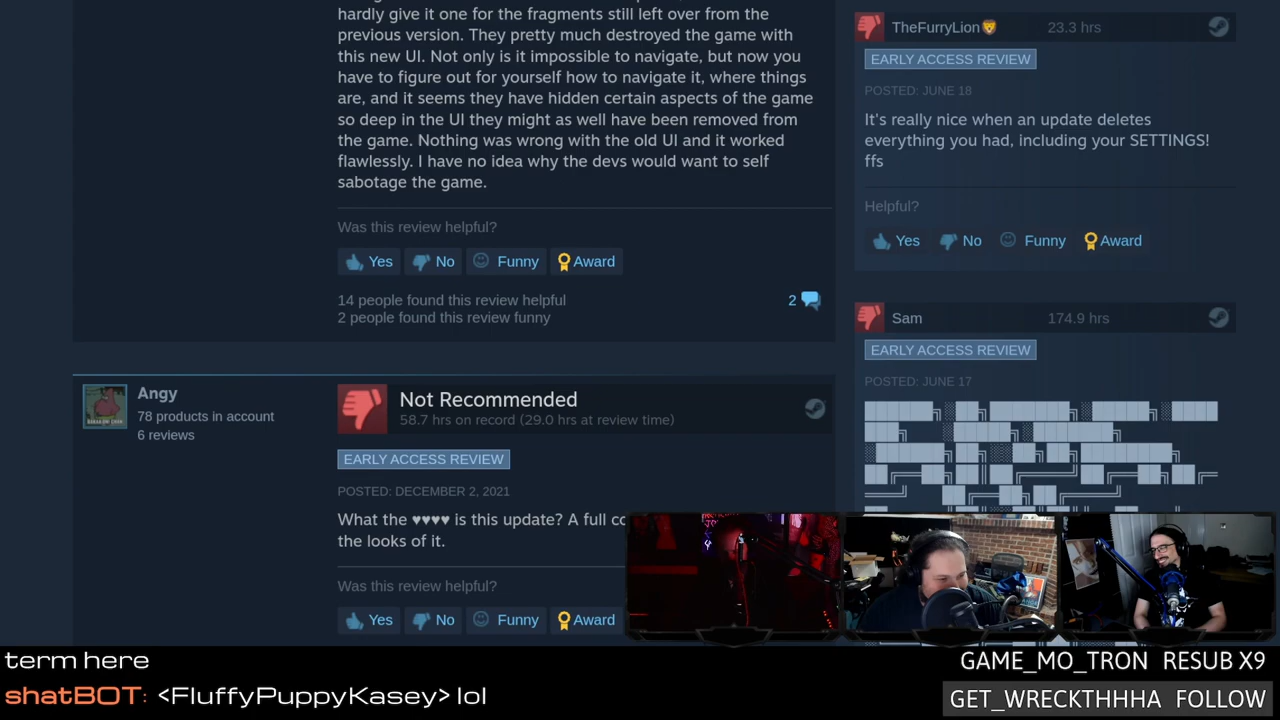 hardly give it one for the fragments still left over from the
previous version. They pretty much destroyed the game with
this new UI. Not only is it impossible to navigate, but now you
have to figure out for yourself how to navigate it, where things
are, and it seems they have hidden certain aspects of the game
so deep in the UI they might as well have been removed from
the game. Nothing was wrong with the old UI and it worked
flawlessly. I have no idea why the devs would want to self
sabotage the game.
Was this review helpful?
Yes No Funny Award
14 people found this review helpful
2
2 people found this review funny
Angy
78 products in account
6 reviews
Not Recommended
58.7 hrs on record (29.0 hrs at review time)
EARLY ACCESS REVIEW
POSTED: DECEMBER 2, 2021
What the ♥♥♥♥ is this update? A full co
the looks of it.
Was this review helpful?
Yes No Funny Award
TheFurryLion🦁 23.3 hrs
EARLY ACCESS REVIEW
POSTED: JUNE 18
It's really nice when an update deletes
everything you had, including your SETTINGS!
ffs
Helpful?
Yes No Funny Award
Sam 174.9 hrs
EARLY ACCESS REVIEW
POSTED: JUNE 17
term here
shatBOT: <FluffyPuppyKasey> lol
GAME_MO_TRON RESUB X9
GET_WRECKTHHHHA FOLLOW